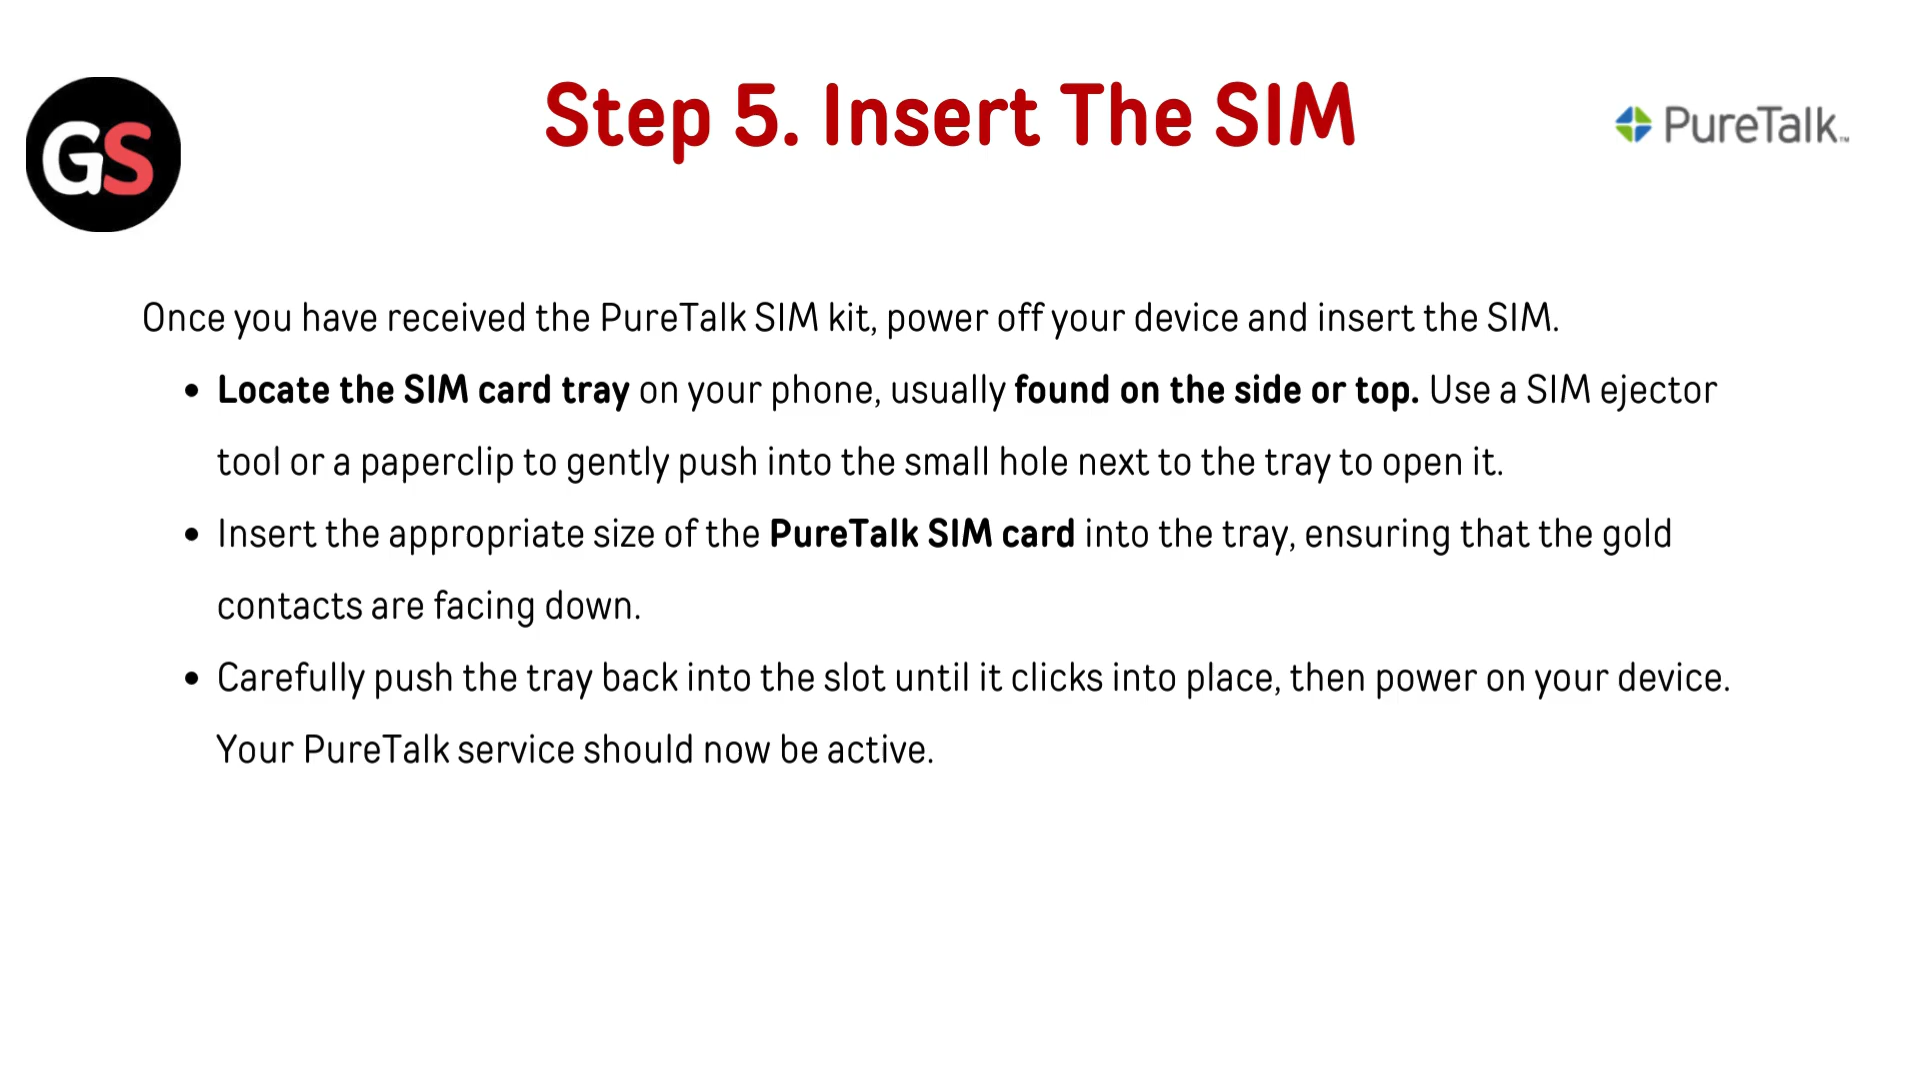 GS
Step 5. Insert The SIM
PureTalk™
Once you have received the PureTalk SIM kit, power off your device and insert the SIM.
• Locate the SIM card tray on your phone, usually found on the side or top. Use a SIM ejector
tool or a paperclip to gently push into the small hole next to the tray to open it.
• Insert the appropriate size of the PureTalk SIM card into the tray, ensuring that the gold
contacts are facing down.
• Carefully push the tray back into the slot until it clicks into place, then power on your device.
Your PureTalk service should now be active.